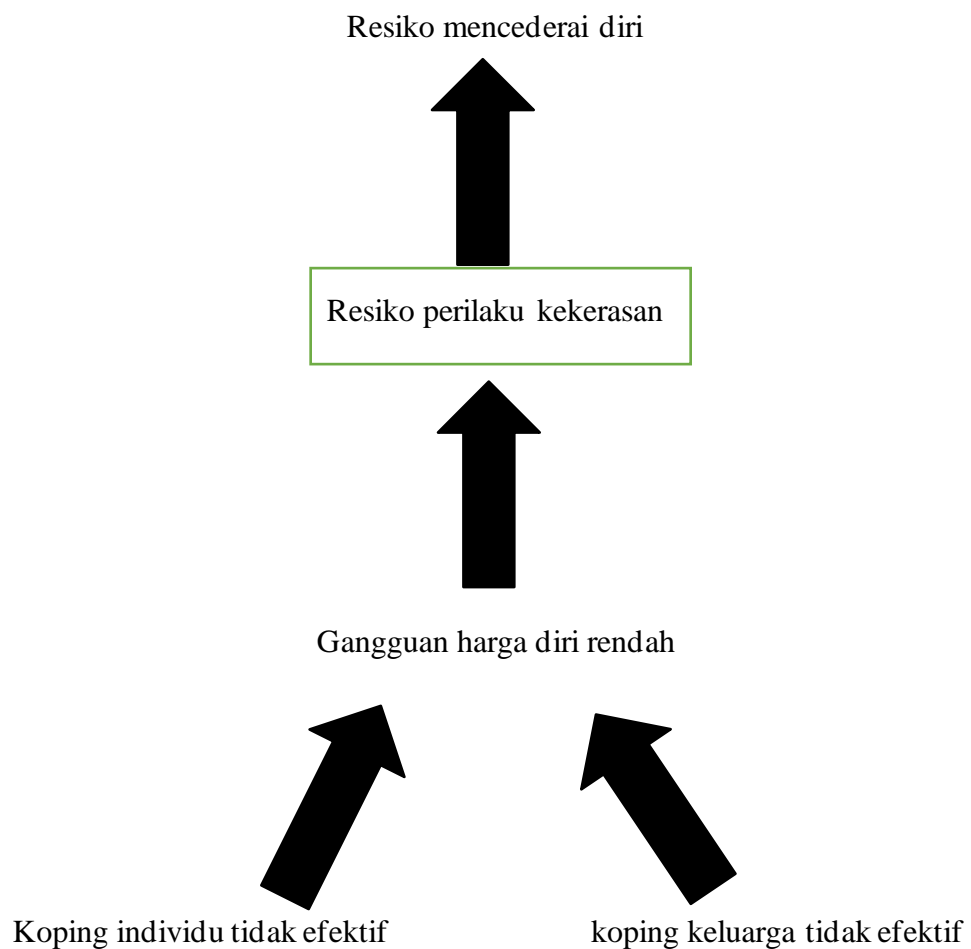 Resiko mencederai diri
Resiko perilaku kekerasan
Gangguan harga diri rendah
Koping individu tidak efektif
koping keluarga tidak efektif